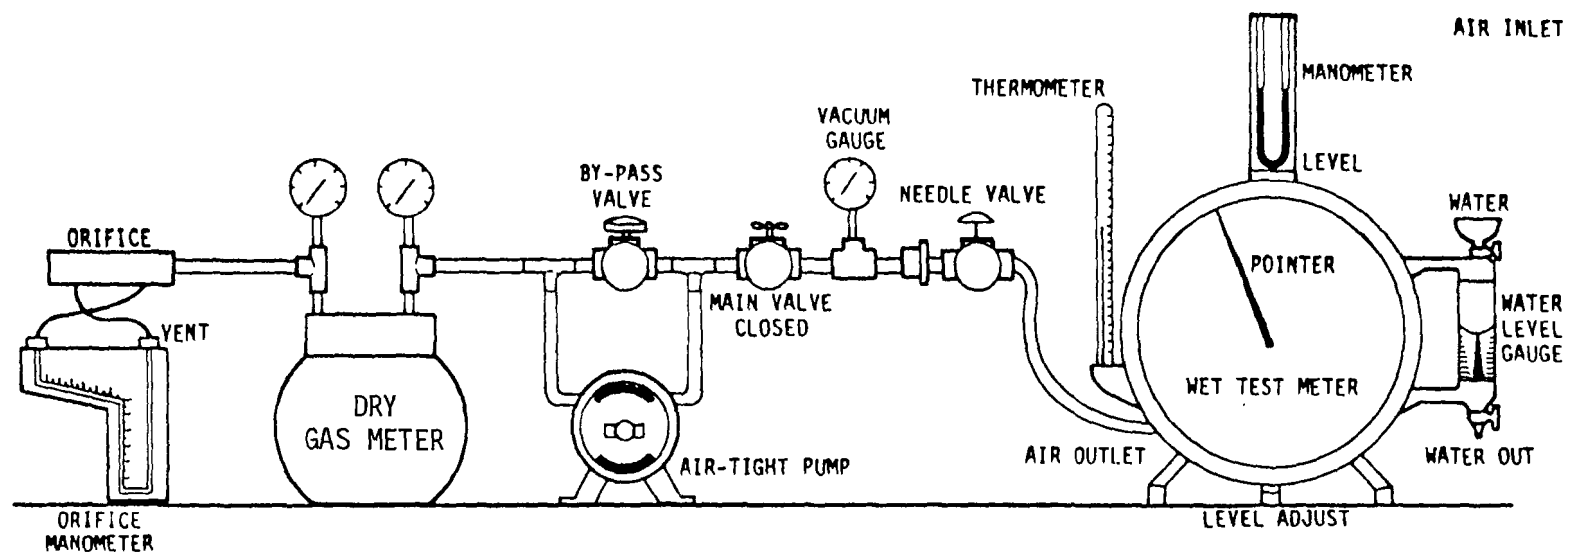 AIR INLET
MANOMETER
THERMOMETER
VACUUM
GAUGE
LEVEL
BY-PASS
VALVE
NEEDLE VALVE
WATER
ORIFICE
POINTER
MAIN VALVE
CLOSED
WATER
LEVEL
GAUGE
VENT
WET TEST METER
DRY
GAS METER
AIR-TIGHT PUMP
AIR OUTLET
WATER OUT
ORIFICE
MANOMETER
LEVEL ADJUST